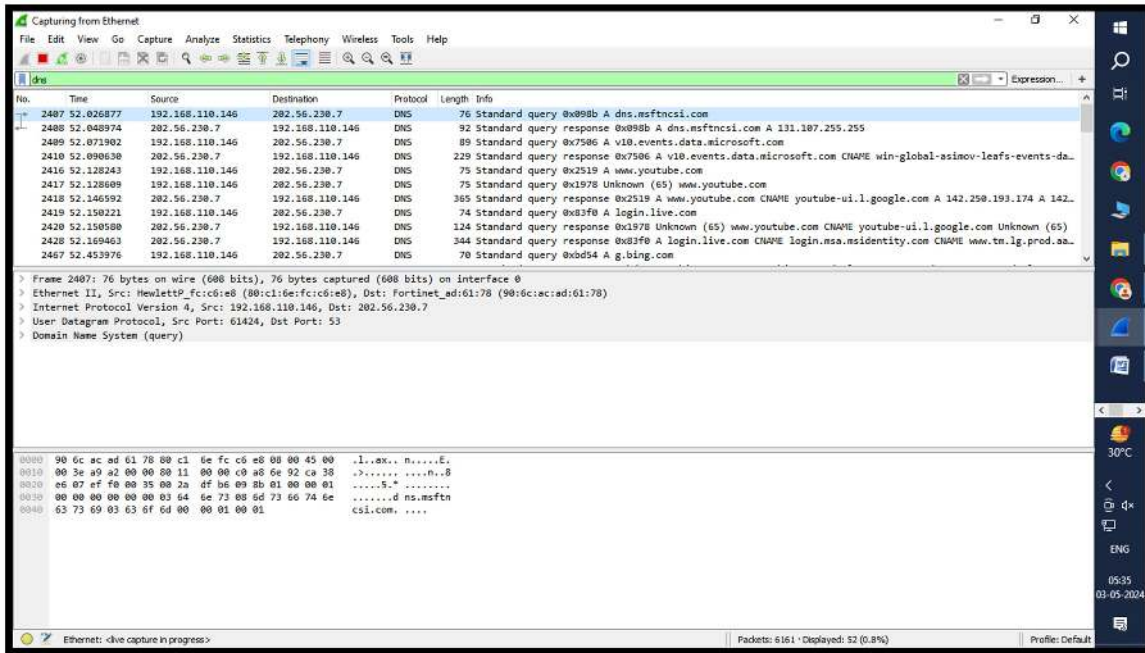 Capturing from Ethernet
File Edit View Go Capture Analyze Statistics Telephony Wireless Tools Help
dns
Expression... +
No. Time Source Destination Protocol Length Info
2407 52.026877 192.168.110.146 202.56.230.7 DNS 76 Standard query 0x098b A dns.msftncsi.com
2408 52.048974 202.56.230.7 192.168.110.146 DNS 92 Standard query response 0x098b A dns.msftncsi.com A 131.107.255.255
2409 52.071902 192.168.110.146 202.56.230.7 DNS 89 Standard query 0x7506 A v10.events.data.microsoft.com
2410 52.090630 202.56.230.7 192.168.110.146 DNS 229 Standard query response 0x7506 A v10.events.data.microsoft.com CNAME win-global-asimov-leafs-events-da…
2416 52.128243 192.168.110.146 202.56.230.7 DNS 75 Standard query 0x2519 A www.youtube.com
2417 52.128609 192.168.110.146 202.56.230.7 DNS 75 Standard query 0x1978 Unknown (65) www.youtube.com
2418 52.146592 202.56.230.7 192.168.110.146 DNS 365 Standard query response 0x2519 A www.youtube.com CNAME youtube-ui.l.google.com A 142.250.193.174 A 142…
2419 52.150221 192.168.110.146 202.56.230.7 DNS 74 Standard query 0x83f0 A login.live.com
2420 52.150580 202.56.230.7 192.168.110.146 DNS 124 Standard query response 0x1978 Unknown (65) www.youtube.com CNAME youtube-ui.l.google.com Unknown (65)
2428 52.169463 202.56.230.7 192.168.110.146 DNS 344 Standard query response 0x83f0 A login.live.com CNAME login.msa.msidentity.com CNAME www.tm.lg.prod.aa…
2467 52.453976 192.168.110.146 202.56.230.7 DNS 70 Standard query 0xbd54 A g.bing.com
> Frame 2407: 76 bytes on wire (608 bits), 76 bytes captured (608 bits) on interface 0
> Ethernet II, Src: HewlettP_fc:c6:e8 (80:c1:6e:fc:c6:e8), Dst: Fortinet_ad:61:78 (90:6c:ac:ad:61:78)
> Internet Protocol Version 4, Src: 192.168.110.146, Dst: 202.56.230.7
> User Datagram Protocol, Src Port: 61424, Dst Port: 53
> Domain Name System (query)
0000 90 6c ac ad 61 78 80 c1 6e fc c6 e8 08 00 45 00 .l..ax.. n.....E.
0010 00 3e a9 a2 00 00 80 11 00 00 c0 a8 6e 92 ca 38 .>...... ....n..8
0020 e6 07 ef f0 00 35 00 2a df b6 09 8b 01 00 00 01 .....5.* ........
0030 00 00 00 00 00 00 03 64 6e 73 08 6d 73 66 74 6e .......d ns.msftn
0040 63 73 69 03 63 6f 6d 00 00 01 00 01 csi.com. ....
Ethernet: <live capture in progress>
Packets: 6161 · Displayed: 52 (0.8%)
Profile: Default
30°C
ENG
05:35
03-05-2024